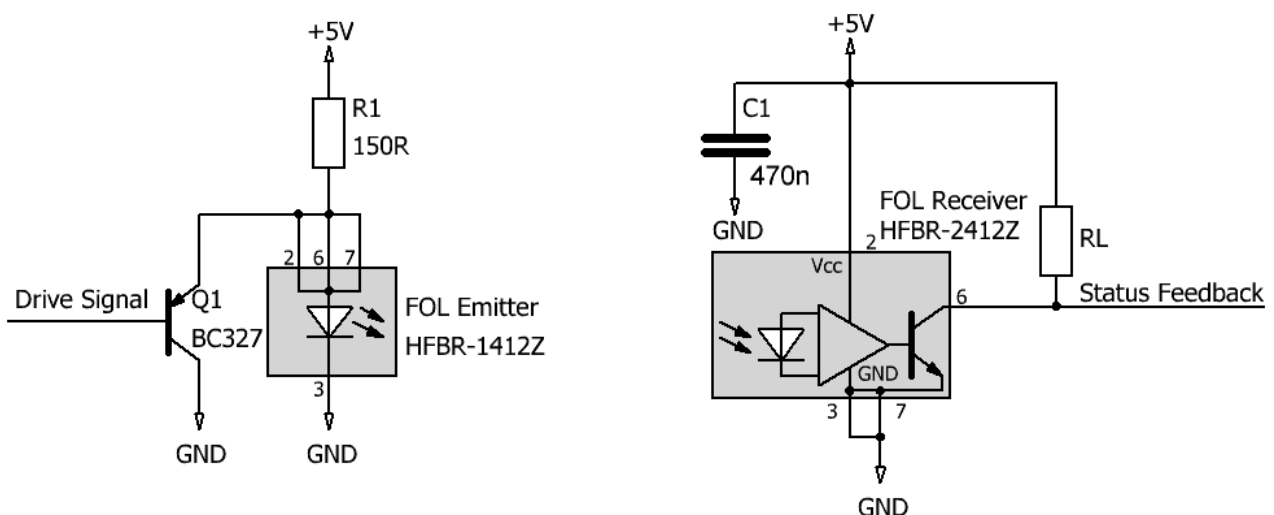 +5V
R1
150R
2 6 7
Drive Signal
Q1
BC327
FOL Emitter
HFBR-1412Z
3
GND
GND
+5V
C1
470n
GND
FOL Receiver
HFBR-2412Z
2
Vcc
RL
6
Status Feedback
GND
3
7
GND